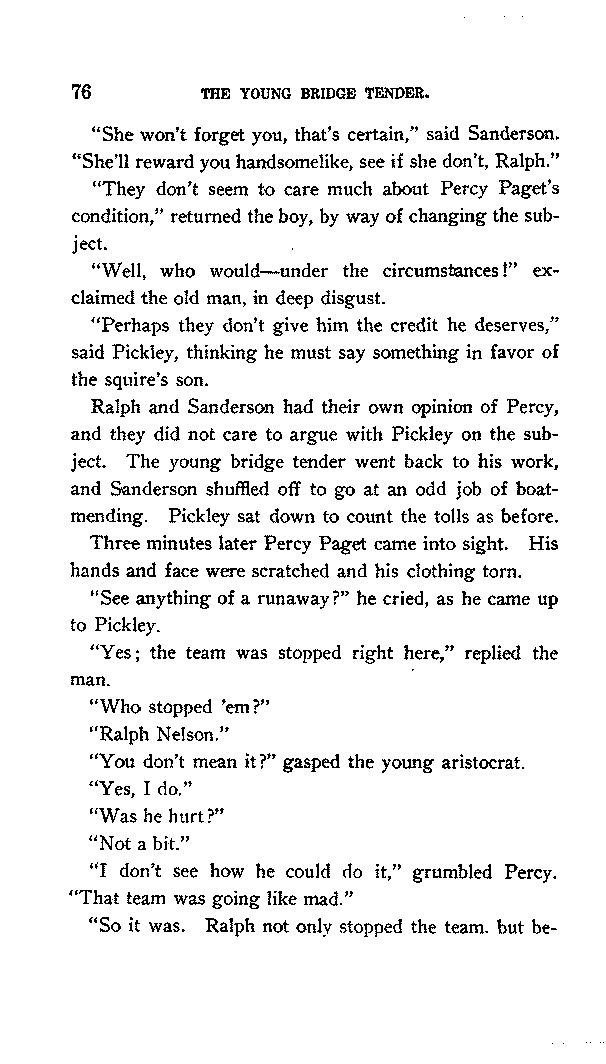 76 THE YOUNG BRIDGE TENDER.
“She won’t forget you, that’s certain,” said Sanderson.
“She’ll reward you handsomelike, see if she don’t, Ralph.”
“They don’t seem to care much about Percy Paget’s
condition,” returned the boy, by way of changing the sub-
ject.
“Well, who would—under the circumstances!” ex-
claimed the old man, in deep disgust.
“Perhaps they don’t give him the credit he deserves,”
said Pickley, thinking he must say something in favor of
the squire’s son.
Ralph and Sanderson had their own opinion of Percy,
and they did not care to argue with Pickley on the sub-
ject. The young bridge tender went back to his work,
and Sanderson shuffled off to go at an odd job of boat-
mending. Pickley sat down to count the tolls as before.
Three minutes later Percy Paget came into sight. His
hands and face were scratched and his clothing torn.
“See anything of a runaway?” he cried, as he came up
to Pickley.
“Yes; the team was stopped right here,” replied the
man.
“Who stopped ’em?”
“Ralph Nelson.”
“You don’t mean it?” gasped the young aristocrat.
“Yes, I do.”
“Was he hurt?”
“Not a bit.”
“I don’t see how he could do it,” grumbled Percy.
“That team was going like mad.”
“So it was. Ralph not only stopped the team. but be-